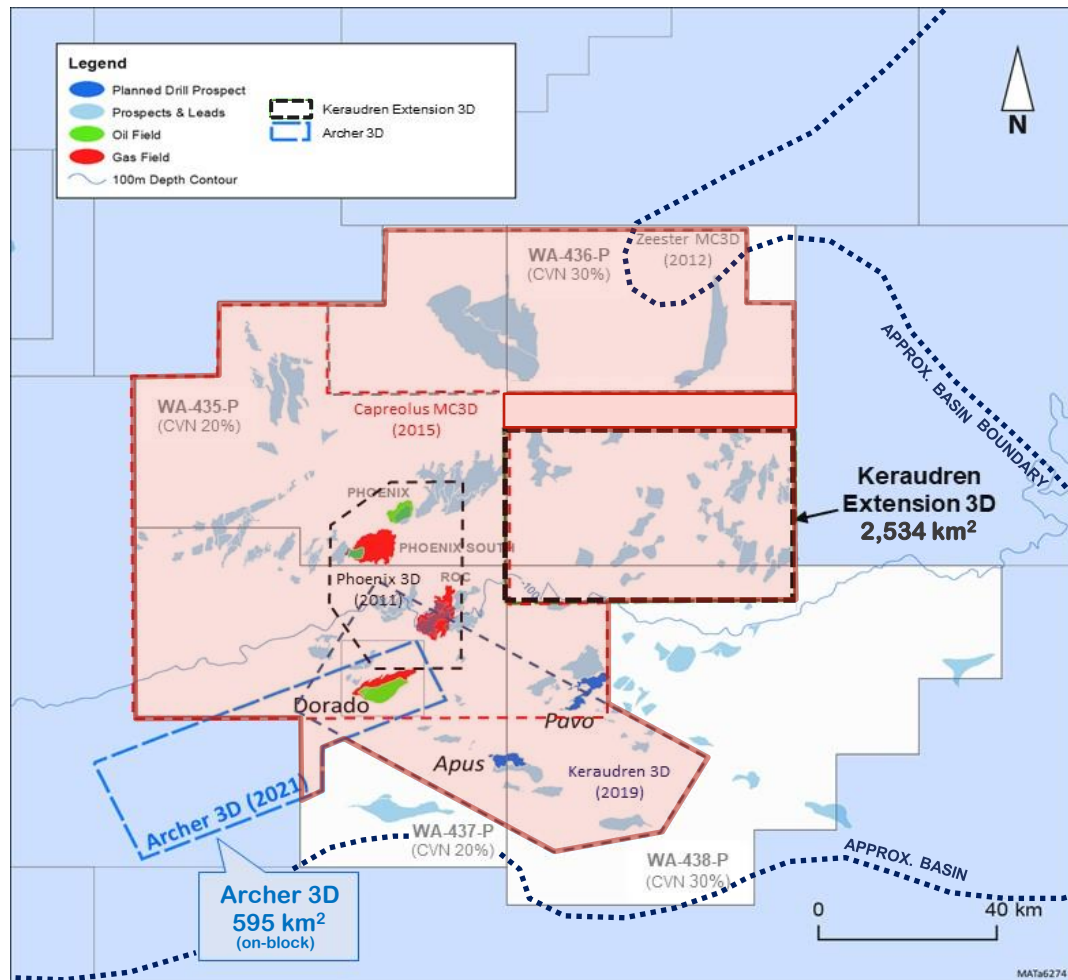 Legend
Planned Drill Prospect
Prospects & Leads
Oil Field
Gas Field
100m Depth Contour
Keraudren Extension 3D
Archer 3D
N
WA-436-P
(CVN 30%)
Zeester MC3D
(2012)
APPROX. BASIN BOUNDARY
WA-435-P
(CVN 20%)
Capreolus MC3D
(2015)
Keraudren
Extension 3D
2,534 km²
PHOENIX
PHOENIX SOUTH
Phoenix 3D
(2011)
ROC
-100
Dorado
Pavo
Apus
Keraudren 3D
(2019)
Archer 3D (2021)
WA-437-P
(CVN 20%)
WA-438-P
(CVN 30%)
APPROX. BASIN
Archer 3D
595 km²
(on-block)
0 40 km
MATa6274